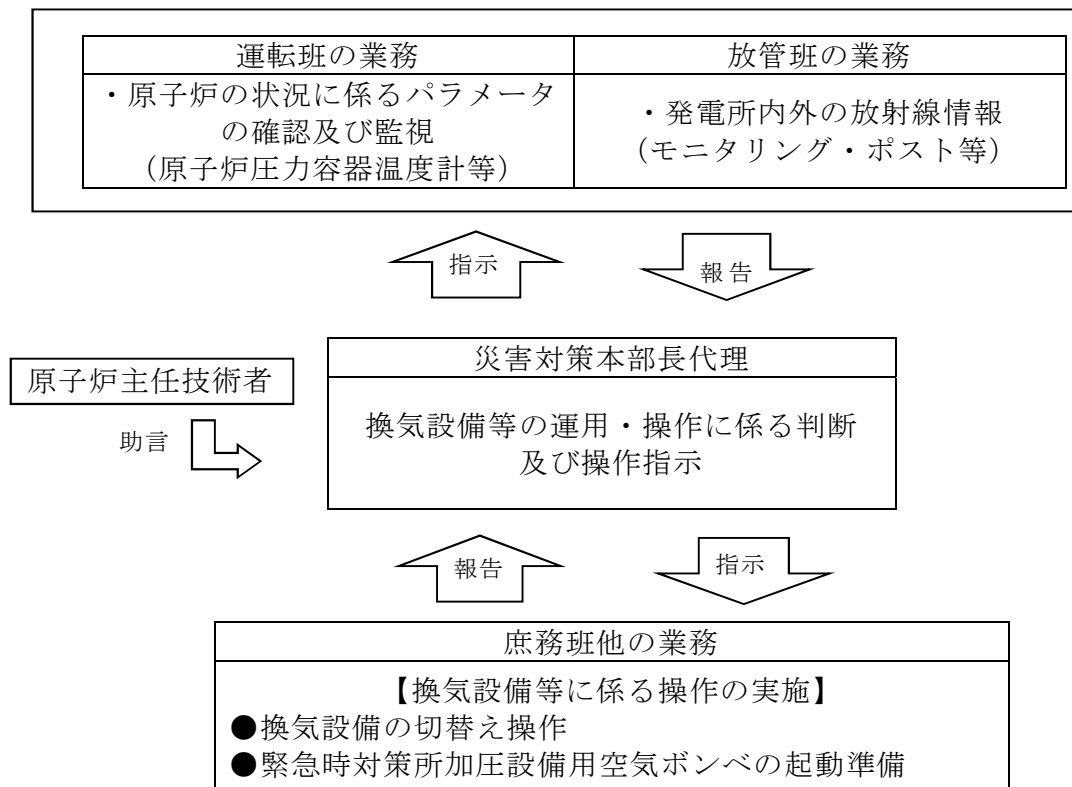 運転班の業務
・原子炉の状況に係るパラメータ
の確認及び監視
（原子炉圧力容器温度計等）
放管班の業務
・発電所内外の放射線情報
（モニタリング・ポスト等）
指示
報告
原子炉主任技術者
助言
災害対策本部長代理
換気設備等の運用・操作に係る判断
及び操作指示
報告
指示
庶務班他の業務
【換気設備等に係る操作の実施】
●換気設備の切替え操作
●緊急時対策所加圧設備用空気ボンベの起動準備